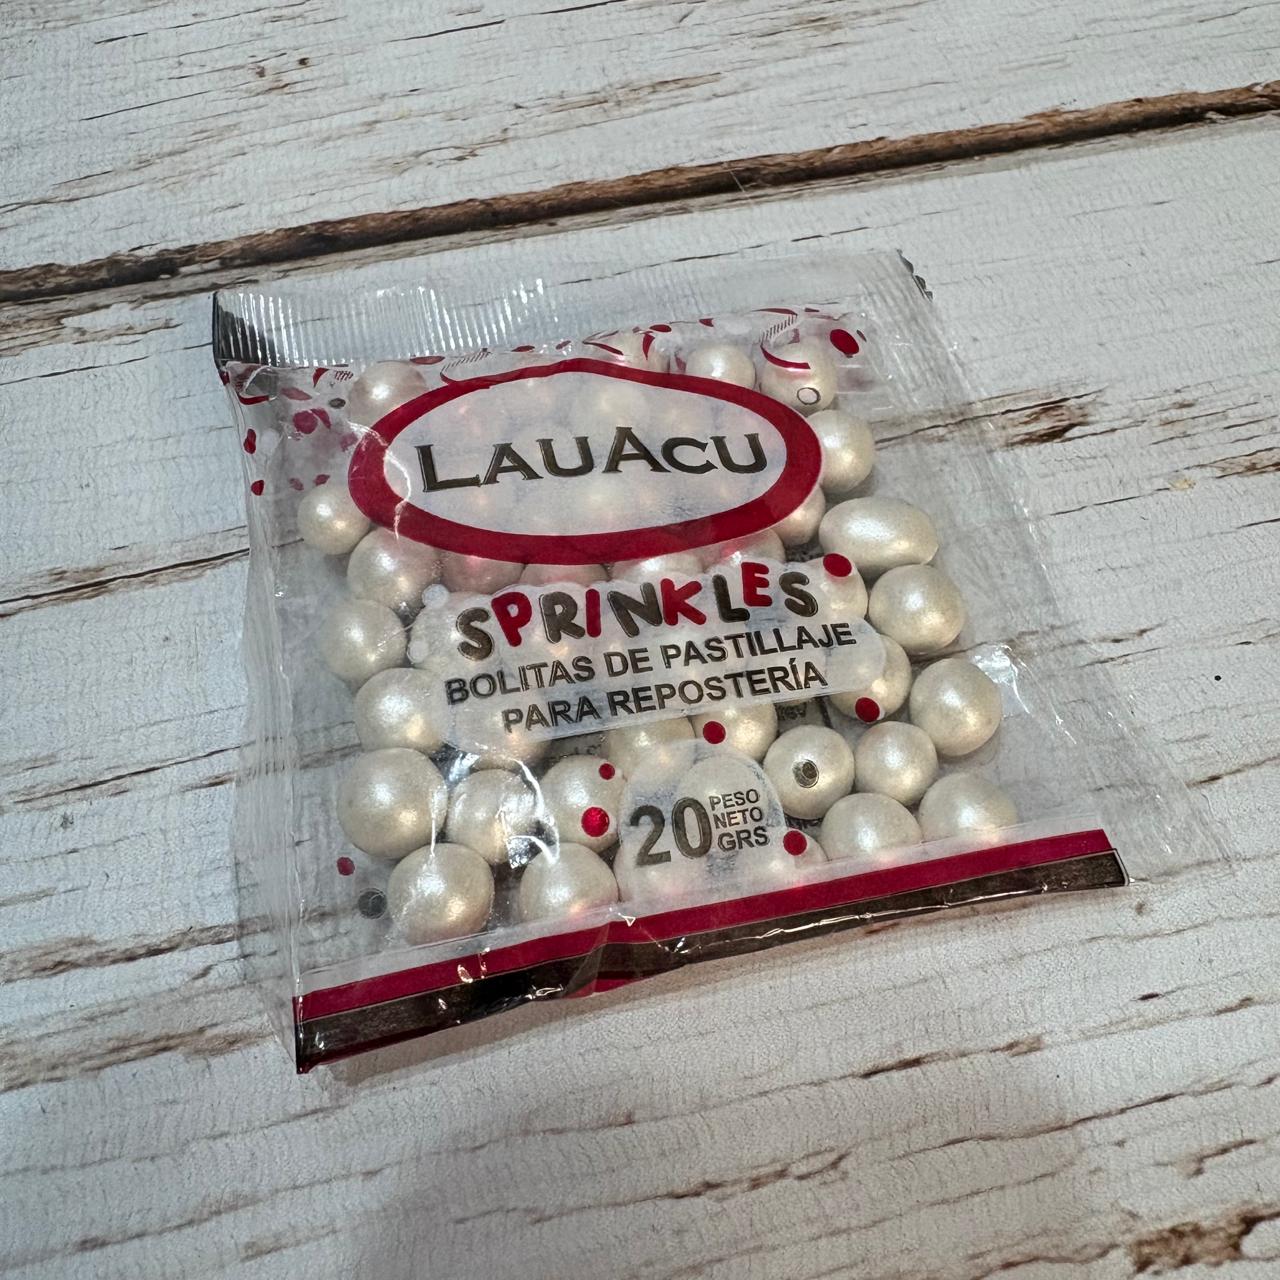 LAUACU
SPRINKLES
BOLITAS DE PASTILLAJE
PARA REPOSTERÍA
20 PESO
NETO
GRS